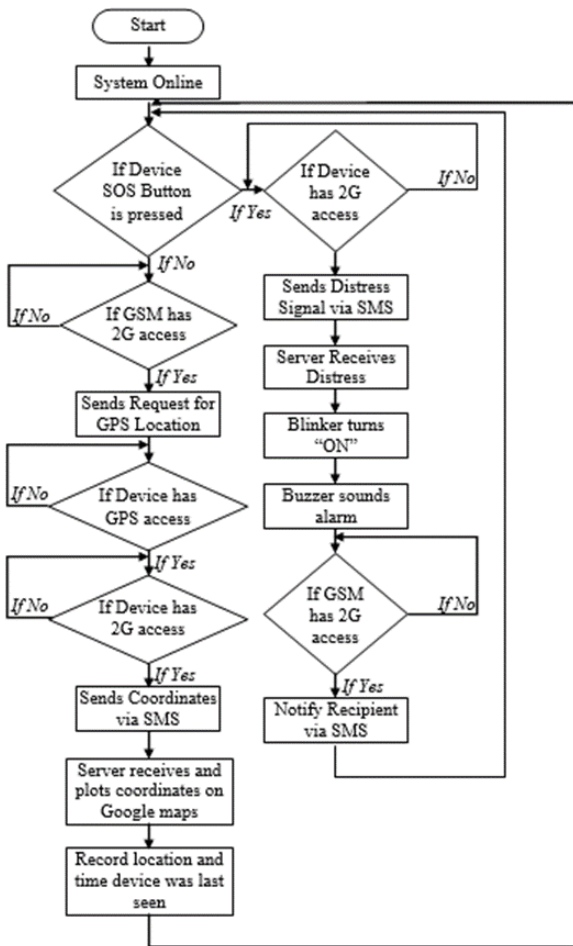 Start
System Online
If Device
SOS Button
is pressed
If Yes
If Device
has 2G
access
If No
If No
If No
If GSM has
2G access
If Yes
Sends Request for
GPS Location
If No
If Device has
GPS access
If Yes
If No
If Device has
2G access
If Yes
Sends Coordinates
via SMS
Server receives and
plots coordinates on
Google maps
Record location and
time device was last
seen
Sends Distress
Signal via SMS
Server Receives
Distress
Blinker turns
“ON”
Buzzer sounds
alarm
If GSM
has 2G
access
If No
If Yes
Notify Recipient
via SMS